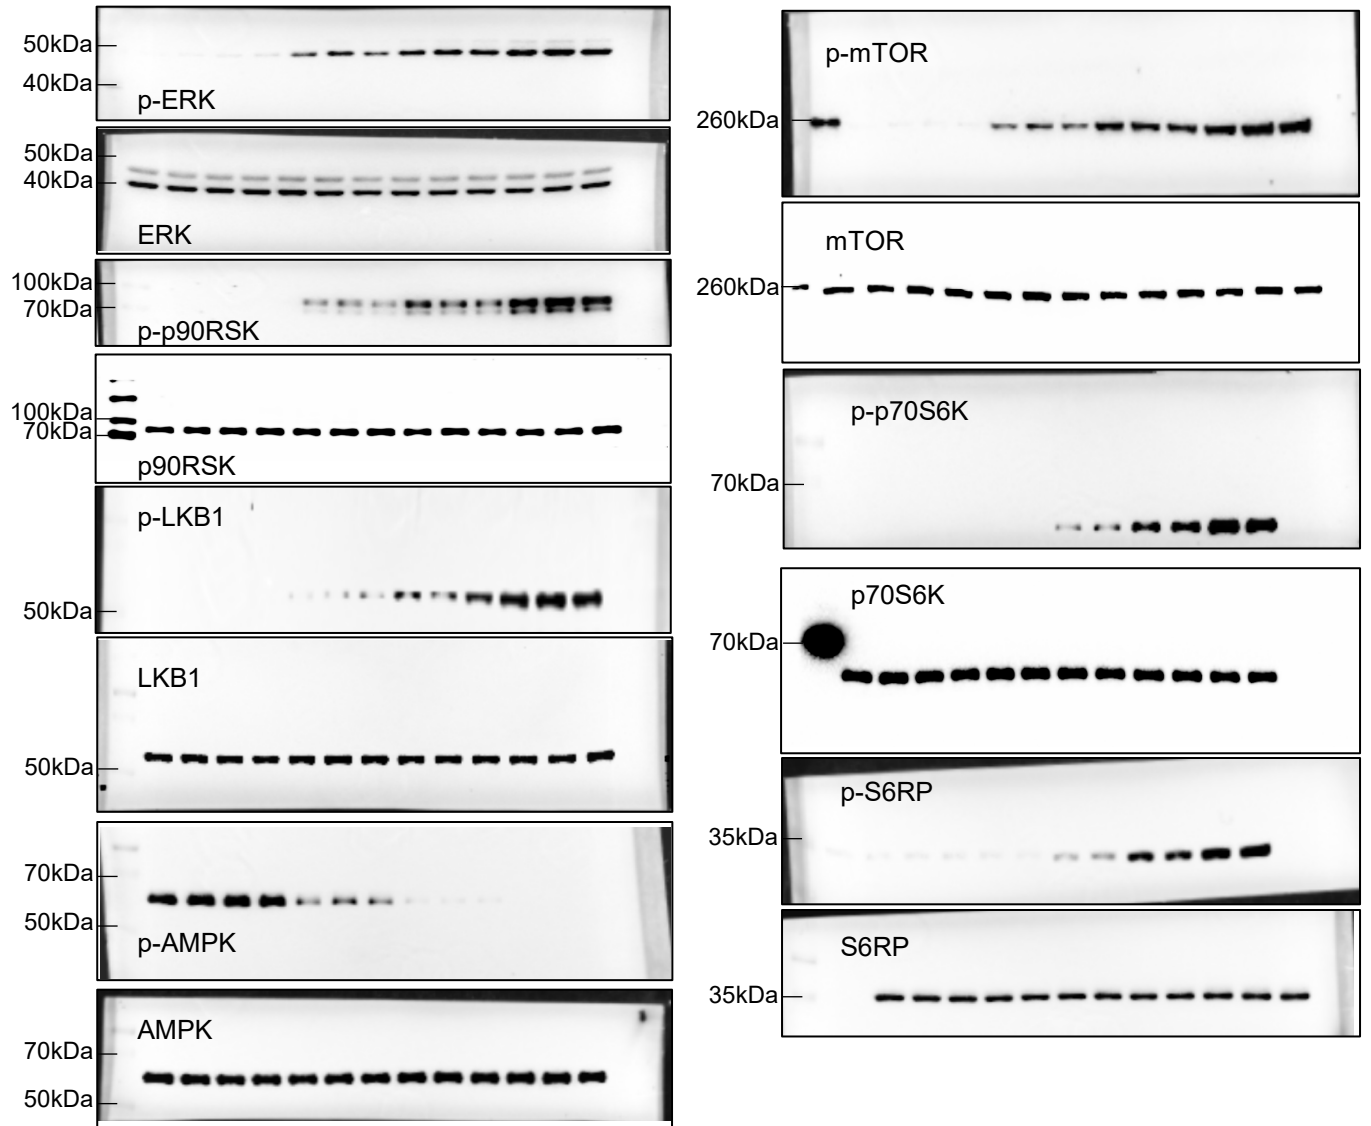 50kDa
40kDa
p-ERK
50kDa
40kDa
ERK
100kDa
70kDa
p-p90RSK
100kDa
70kDa
p90RSK
p-LKB1
50kDa
LKB1
50kDa
70kDa
50kDa
p-AMPK
AMPK
70kDa
50kDa
p-mTOR
260kDa
mTOR
260kDa
p-p70S6K
70kDa
p70S6K
70kDa
p-S6RP
35kDa
S6RP
35kDa